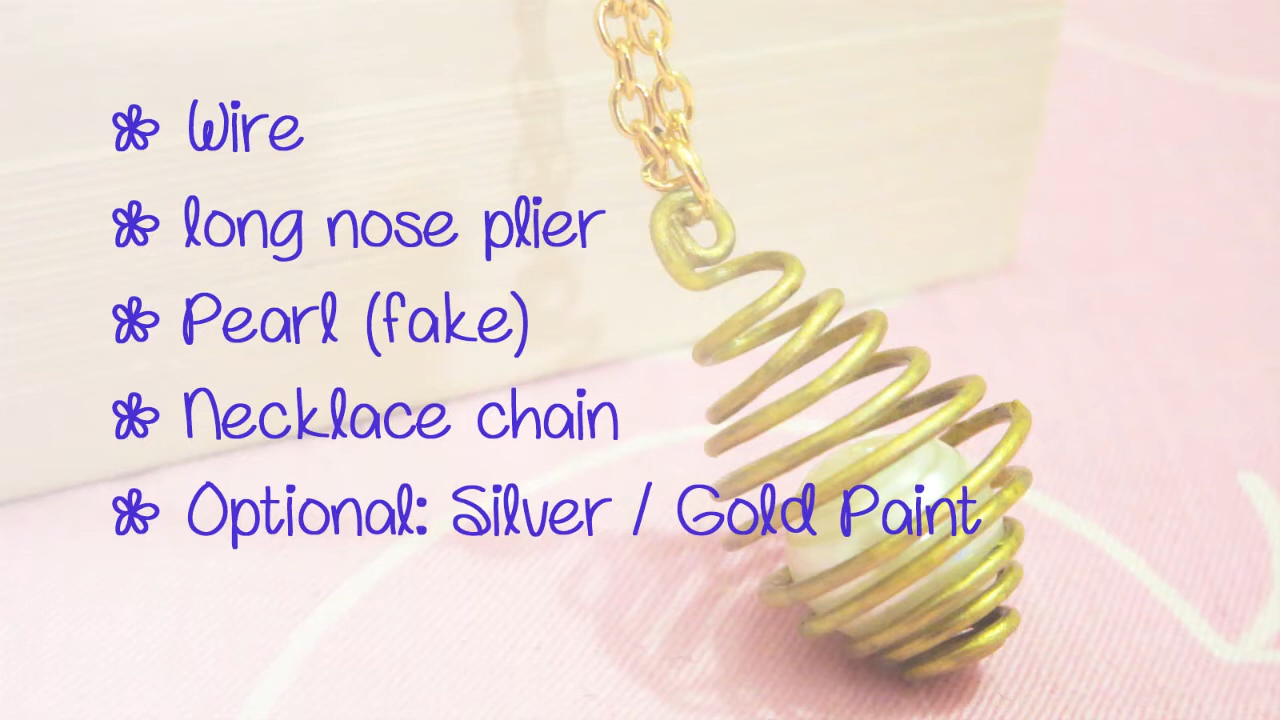 Wire
long nose plier
Pearl (fake)
Necklace chain
Optional: Silver / Gold Paint